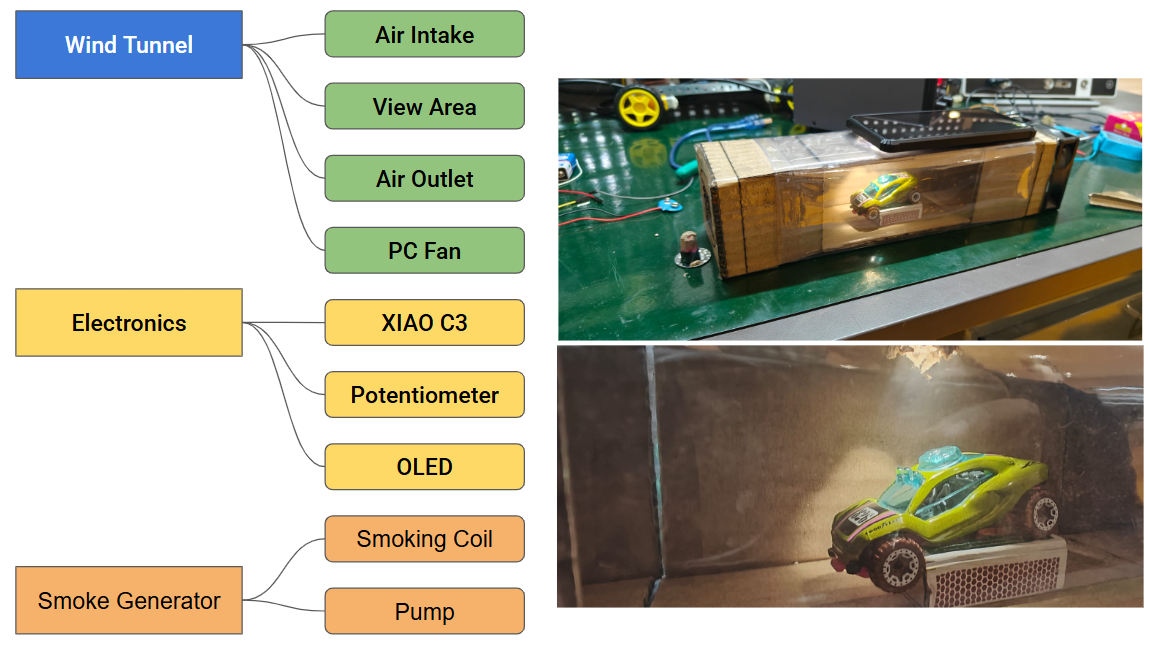 Wind Tunnel
Air Intake
View Area
Air Outlet
PC Fan
Electronics
XIAO C3
Potentiometer
OLED
Smoke Generator
Smoking Coil
Pump